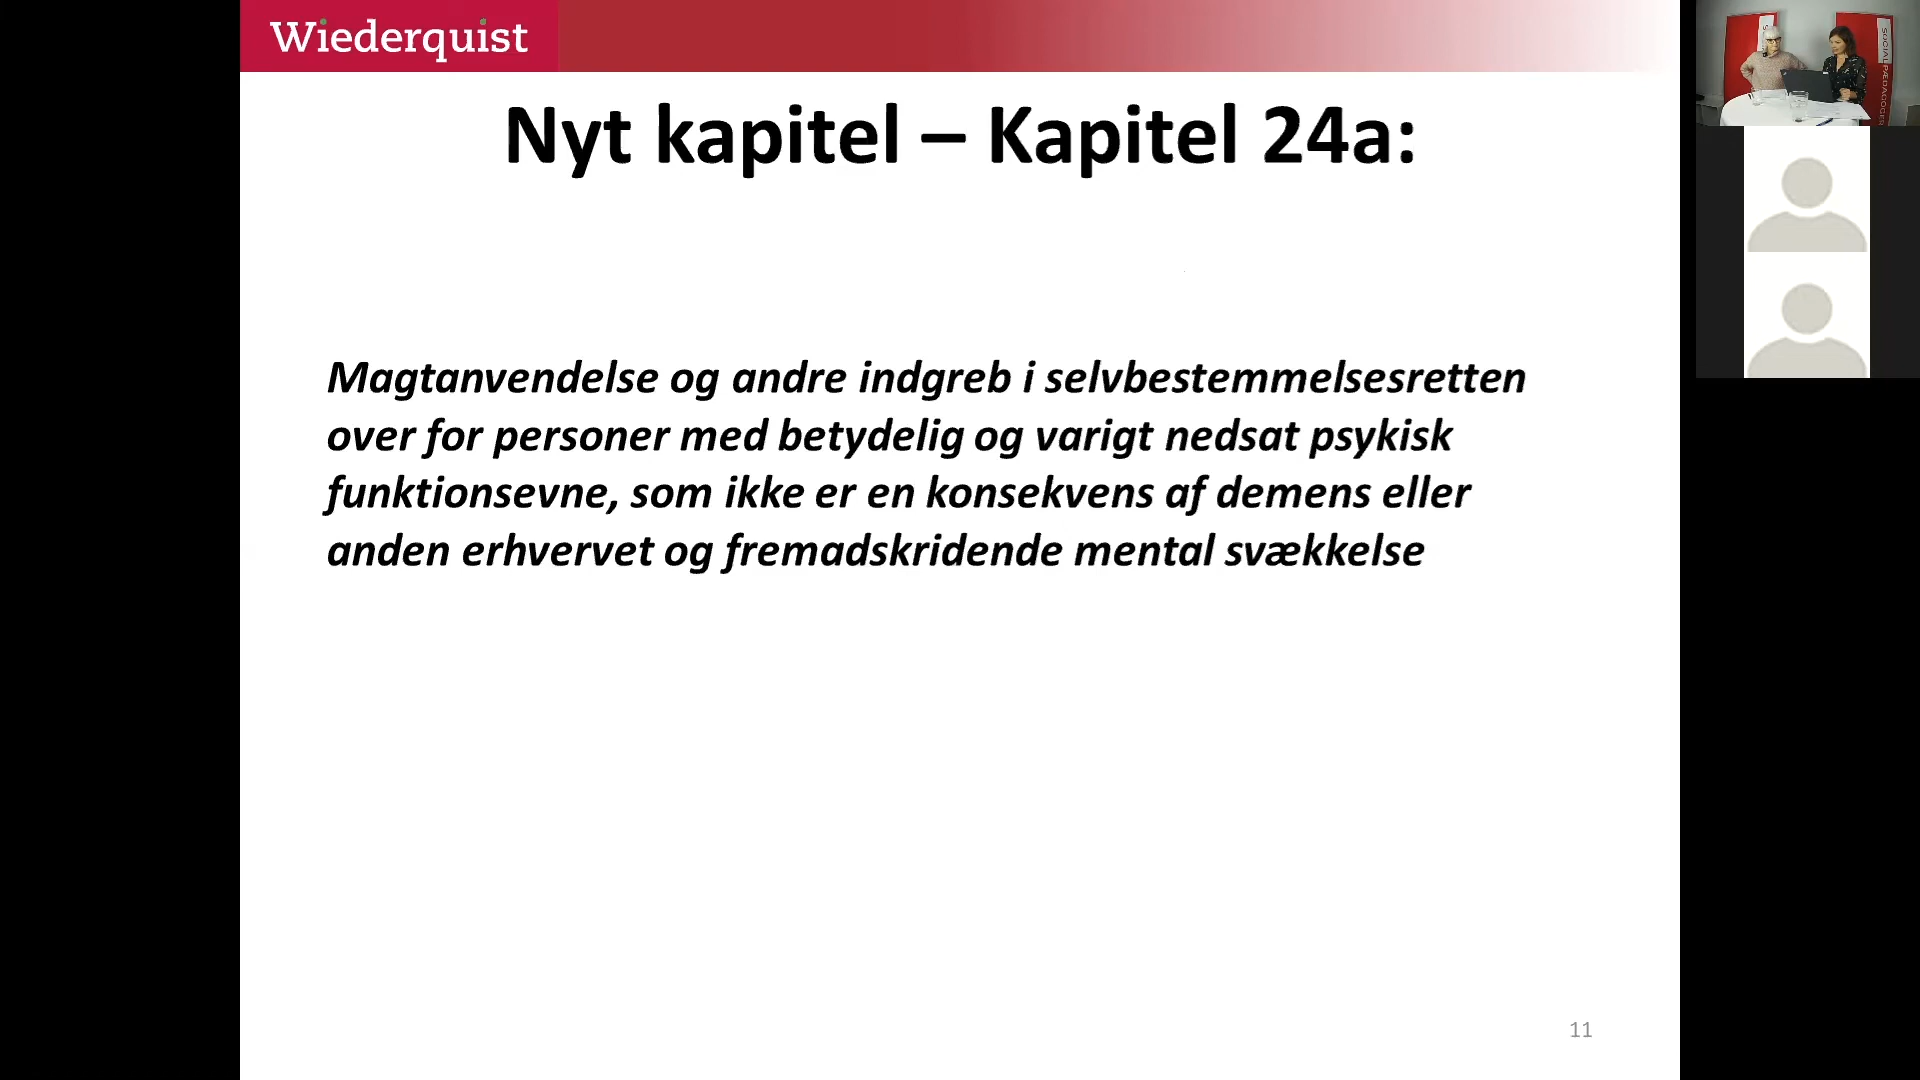 Wiederquist
Nyt kapitel – Kapitel 24a:
Magtanvendelse og andre indgreb i selvbestemmelsesretten
over for personer med betydelig og varigt nedsat psykisk
funktionsevne, som ikke er en konsekvens af demens eller
anden erhvervet og fremadskridende mental svækkelse
11